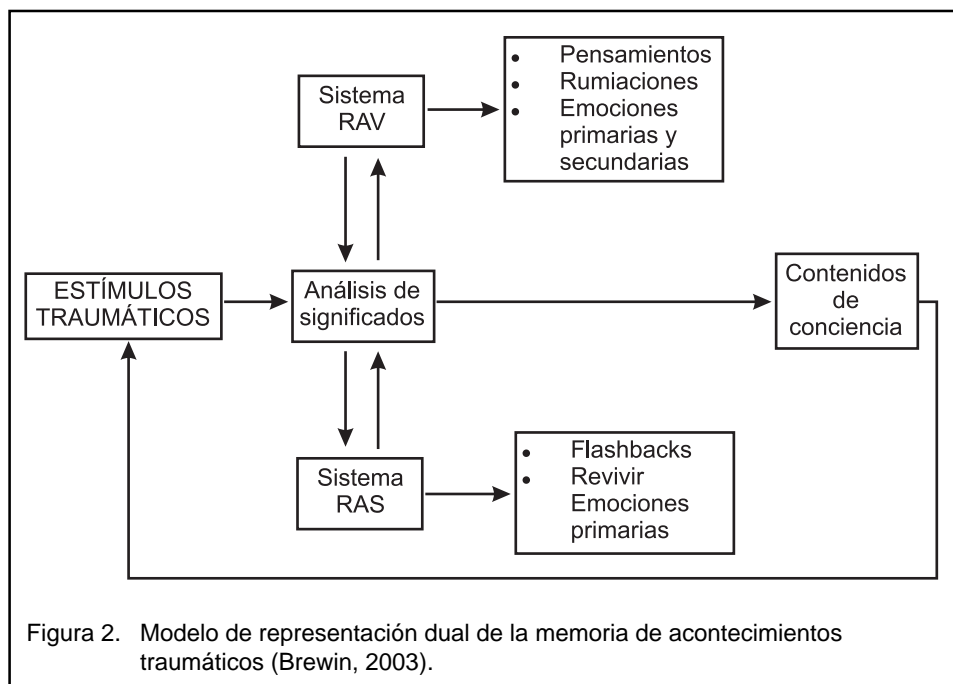 Sistema
RAV
• Pensamientos
• Rumiaciones
• Emociones
primarias y
secundarias
ESTÍMULOS
TRAUMÁTICOS
Análisis de
significados
Contenidos
de
conciencia
Sistema
RAS
• Flashbacks
• Revivir
Emociones
primarias
Figura 2. Modelo de representación dual de la memoria de acontecimientos
traumáticos (Brewin, 2003).